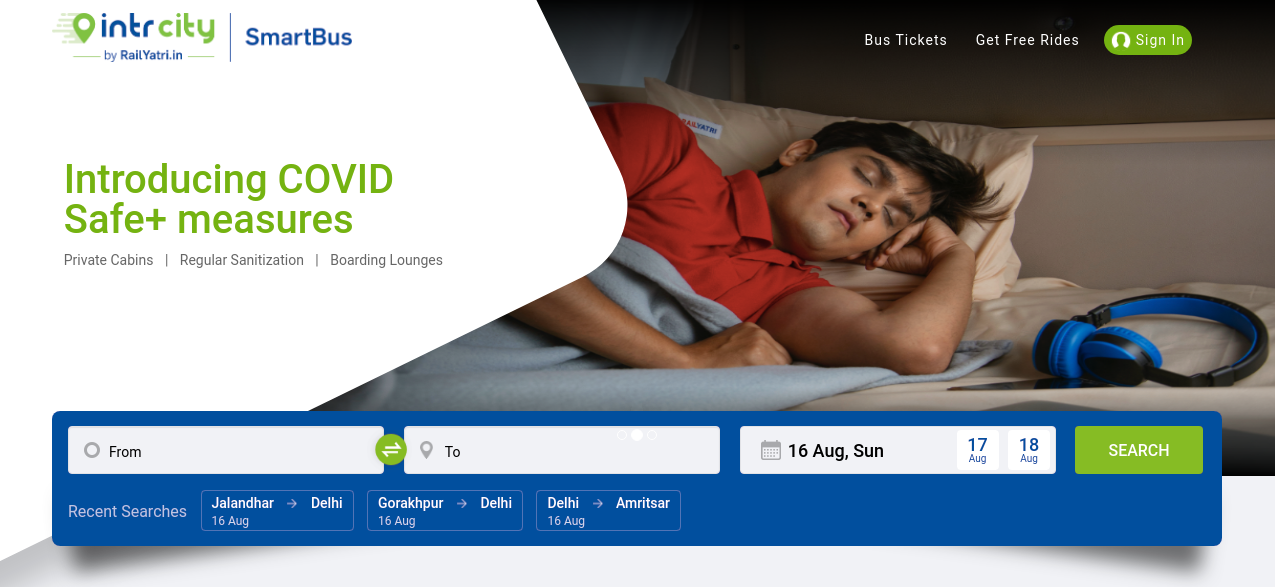 intrcity
by RailYatri.in
SmartBus
Bus Tickets
Get Free Rides
Sign In
RAILYATRI
Introducing COVID
Safe+ measures
Private Cabins | Regular Sanitization | Boarding Lounges
From
To
16 Aug, Sun
17
Aug
18
Aug
SEARCH
Recent Searches
Jalandhar → Delhi
16 Aug
Gorakhpur → Delhi
16 Aug
Delhi → Amritsar
16 Aug